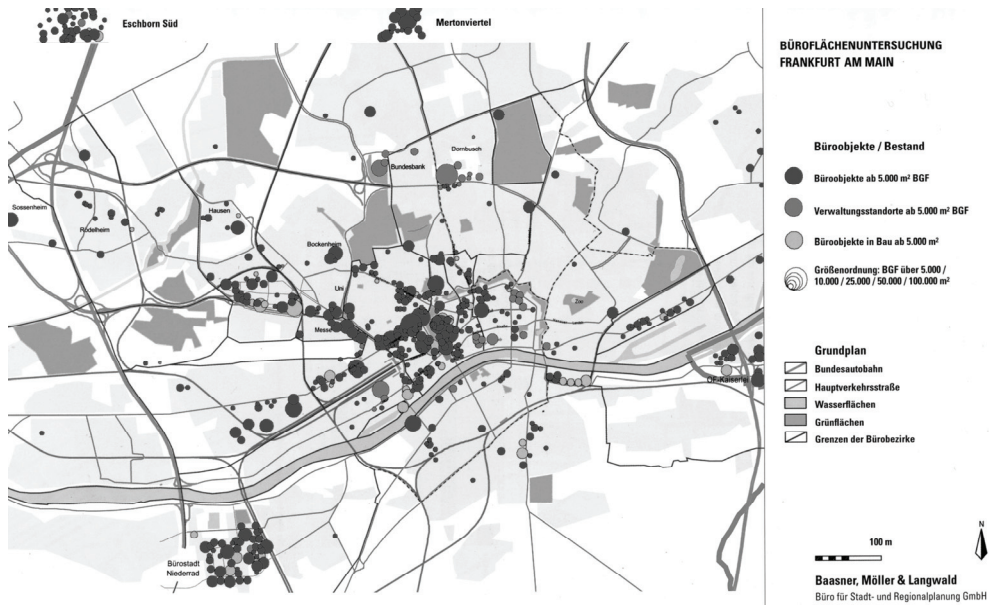 Eschborn Süd
Mertonviertel
BÜROFLÄCHENUNTERSUCHUNG
FRANKFURT AM MAIN
Dornbusch
Bundesbank
Sossenheim
Rödelheim
Hausen
Bockenheim
Uni
Messe
Zoo
OF-Kaiserlei
Bürostadt
Niederrad
Büroobjekte / Bestand
Büroobjekte ab 5.000 m² BGF
Verwaltungsstandorte ab 5.000 m² BGF
Büroobjekte in Bau ab 5.000 m²
Größenordnung: BGF über 5.000 /
10.000 / 25.000 / 50.000 / 100.000 m²
Grundplan
Bundesautobahn
Hauptverkehrsstraße
Wasserflächen
Grünflächen
Grenzen der Bürobezirke
N
100 m
Baasner, Möller & Langwald
Büro für Stadt- und Regionalplanung GmbH